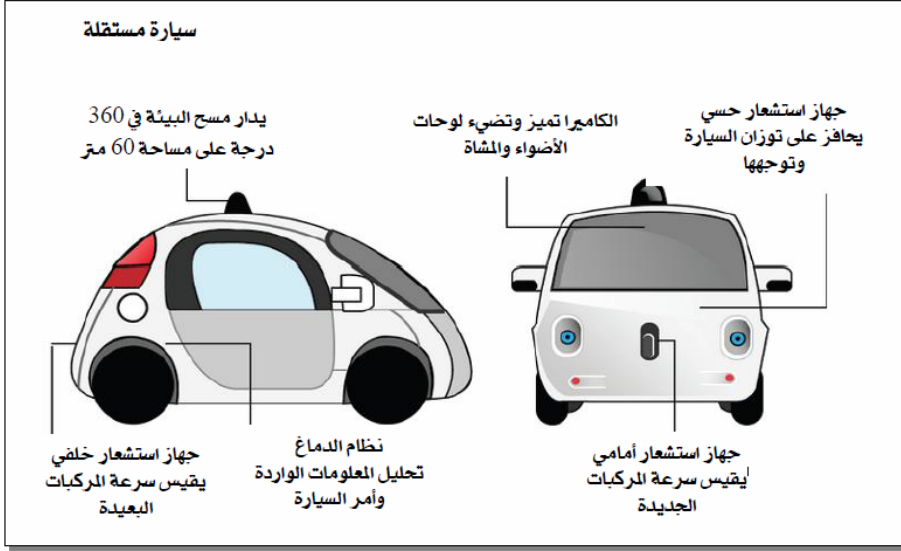 سيارة مستقلة
جهاز استشعار حسي
يحافز على توزان السيارة
وتوجهها
الكاميرا تميز وتضيء لوحات
الأضواء والمشاة
يدار مسح البيئة في 360
درجة على مساحة 60 متر
جهاز استشعار أمامي
يقيس سرعة المركبات
الجديدة
نظام الدماغ
تحليل المعلومات الواردة
وأمر السيارة
جهاز استشعار خلفي
يقيس سرعة المركبات
البعيدة